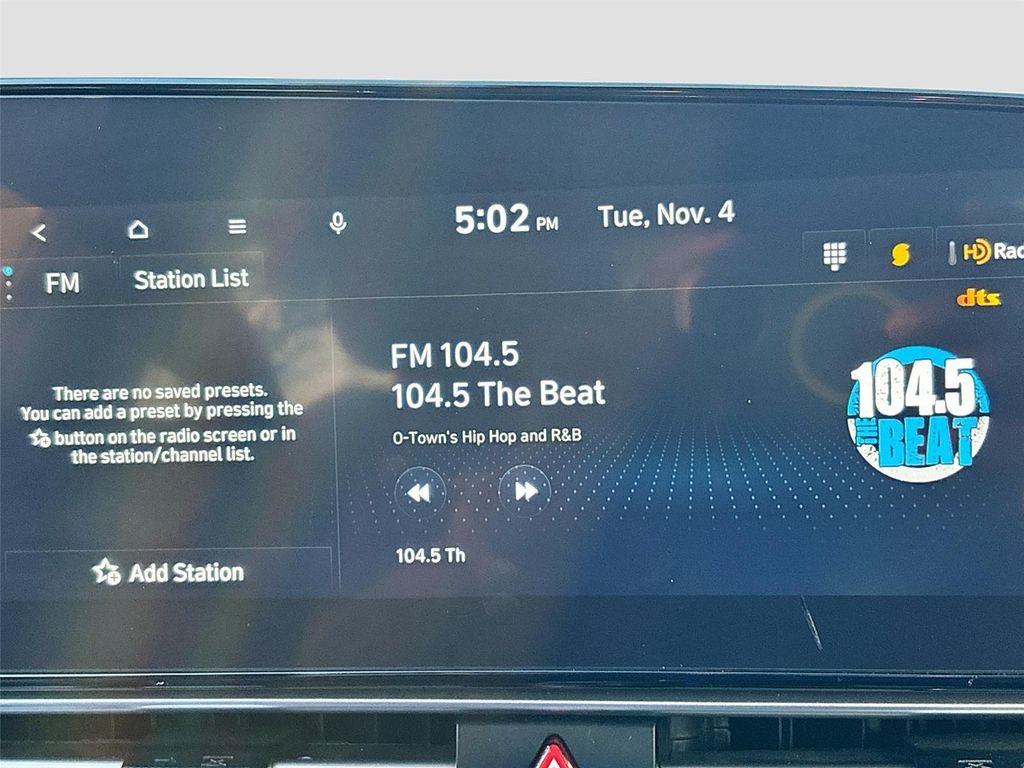 5:02 PM Tue, Nov. 4
FM Station List
HD Rad
dts
FM 104.5
104.5 The Beat
O-Town's Hip Hop and R&B
104.5
THE BEAT
There are no saved presets.
You can add a preset by pressing the
button on the radio screen or in
the station/channel list.
104.5 Th
Add Station